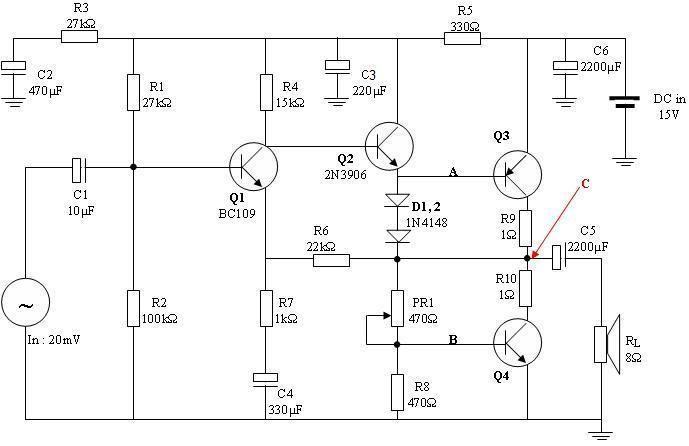 R3
27kΩ
R5
330Ω
C2
470µF
R1
27kΩ
R4
15kΩ
C3
220µF
C6
2200µF
DC in
15V
Q3
Q2
2N3906
A
C
C1
10µF
Q1
BC109
D1, 2
1N4148
R9
1Ω
C5
2200µF
R6
22kΩ
R10
1Ω
~
In : 20mV
R2
100kΩ
R7
1kΩ
PR1
470Ω
B
RL
8Ω
Q4
C4
330µF
R8
470Ω